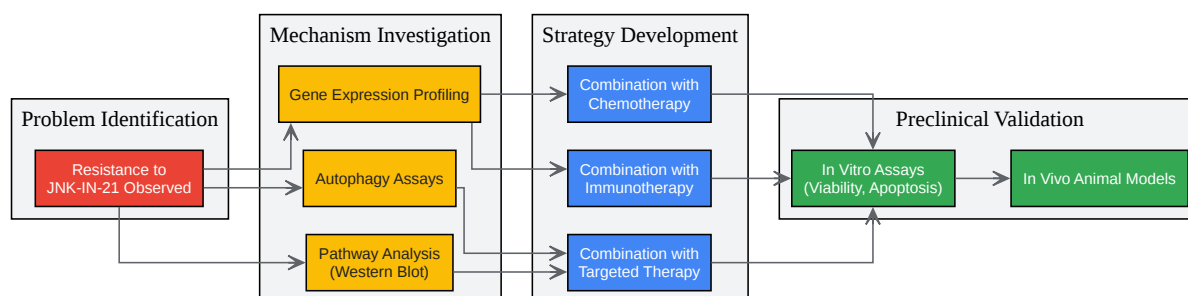 Problem Identification
Resistance to
JNK-IN-21 Observed
Mechanism Investigation
Gene Expression Profiling
Autophagy Assays
Pathway Analysis
(Western Blot)
Strategy Development
Combination with
Chemotherapy
Combination with
Immunotherapy
Combination with
Targeted Therapy
Preclinical Validation
In Vitro Assays
(Viability, Apoptosis)
In Vivo Animal Models